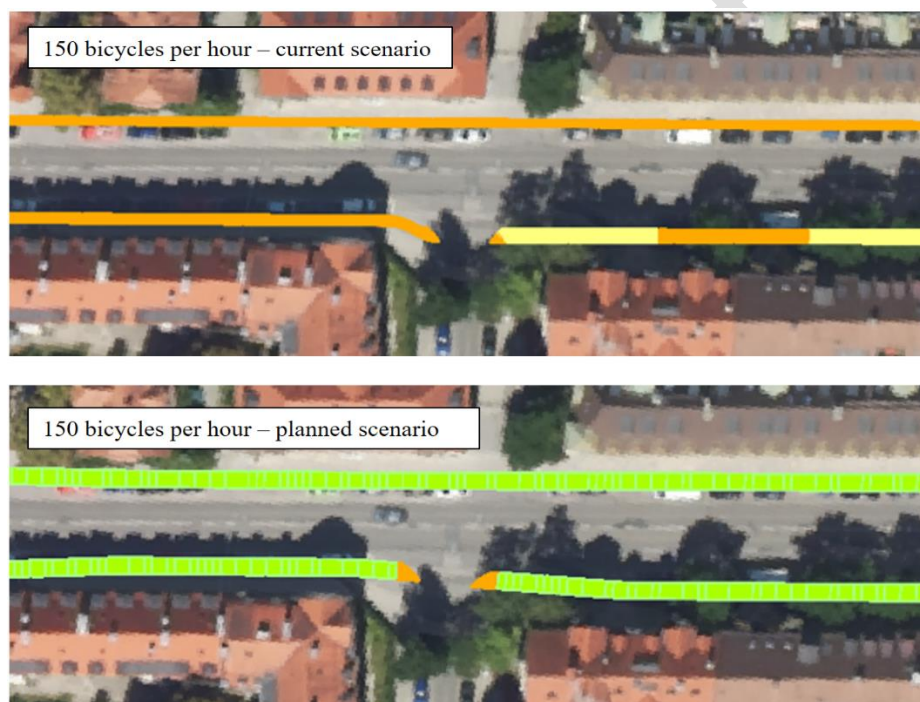 150 bicycles per hour – current scenario
150 bicycles per hour – planned scenario